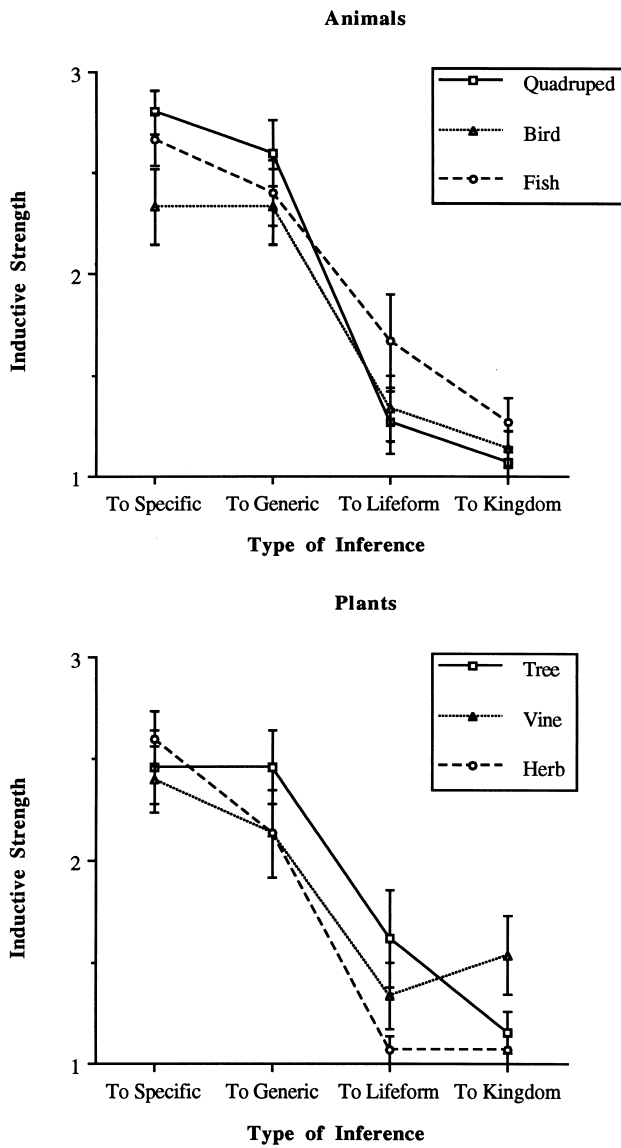 Animals
3
2
1
Inductive Strength
Quadruped
Bird
Fish
To Specific To Generic To Lifeform To Kingdom
Type of Inference
Plants
3
2
1
Inductive Strength
Tree
Vine
Herb
To Specific To Generic To Lifeform To Kingdom
Type of Inference